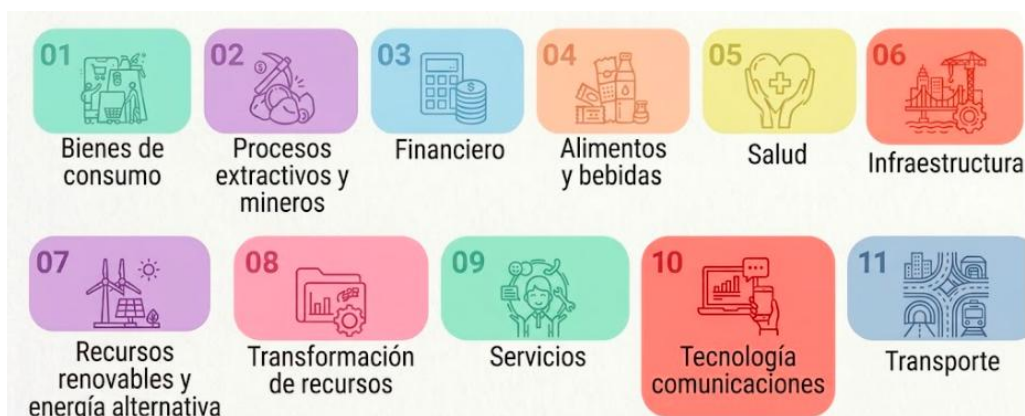 01
Bienes de
consumo
02
Procesos
extractivos y
mineros
03
Financiero
04
Alimentos
y bebidas
05
Salud
06
Infraestructura
07
Recursos
renovables y
energía alternativa
08
Transformación
de recursos
09
Servicios
10
Tecnología
comunicaciones
11
Transporte